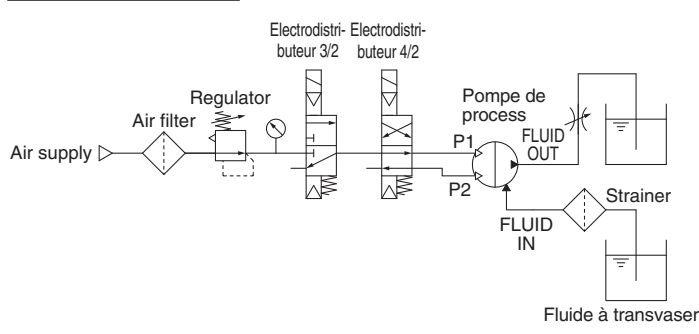 Electrodistri-
buteur 3/2
Electrodistri-
buteur 4/2
Regulator
Air filter
Air supply
Pompe de
process
P1
P2
FLUID
OUT
FLUID
IN
Strainer
Fluide à transvaser